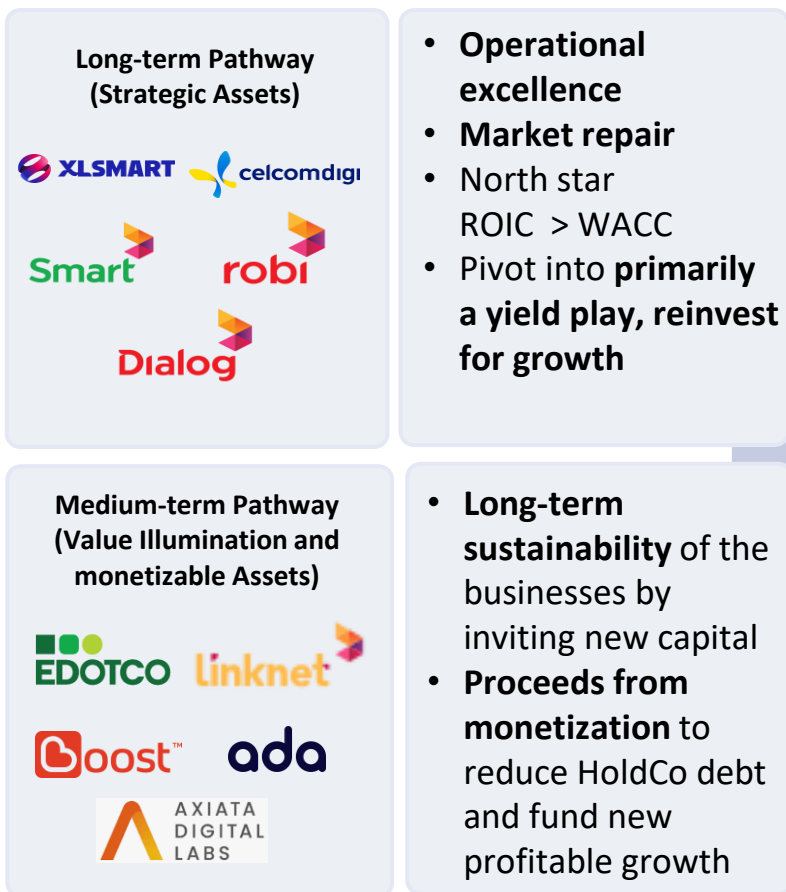 Long-term Pathway
(Strategic Assets)
XLSMART
celcomdigi
Smart
robi
Dialog
• Operational
excellence
• Market repair
• North star
ROIC > WACC
• Pivot into primarily
a yield play, reinvest
for growth
Medium-term Pathway
(Value Illumination and
monetizable Assets)
EDOTCO
linknet
Boost™
ada
AXIATA
DIGITAL
LABS
• Long-term
sustainability of the
businesses by
inviting new capital
• Proceeds from
monetization to
reduce HoldCo debt
and fund new
profitable growth